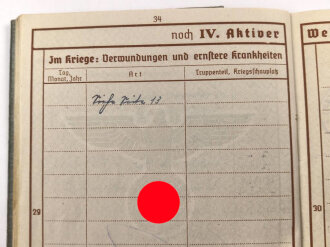 34
noch IV. Aktiver
We
Im Kriege: Verwundungen und ernstere Krankheiten
Tag, Monat, Jahr
Art
Truppenteil, Kriegsschauplatz
Siehe Seite 13
29
30